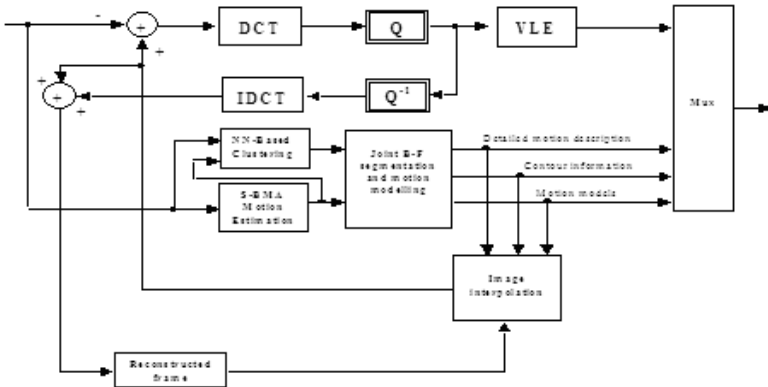 -
+
+
DCT
Q
VLE
Mux
+
+
+
IDCT
Q-1
NN-Based
Clustering
Joint B-F
segmentation
and motion
modelling
Detailed motion description
Contour information
Motion models
S-BMA
Motion
Estimation
Image
interpolation
Reconstructed
frame